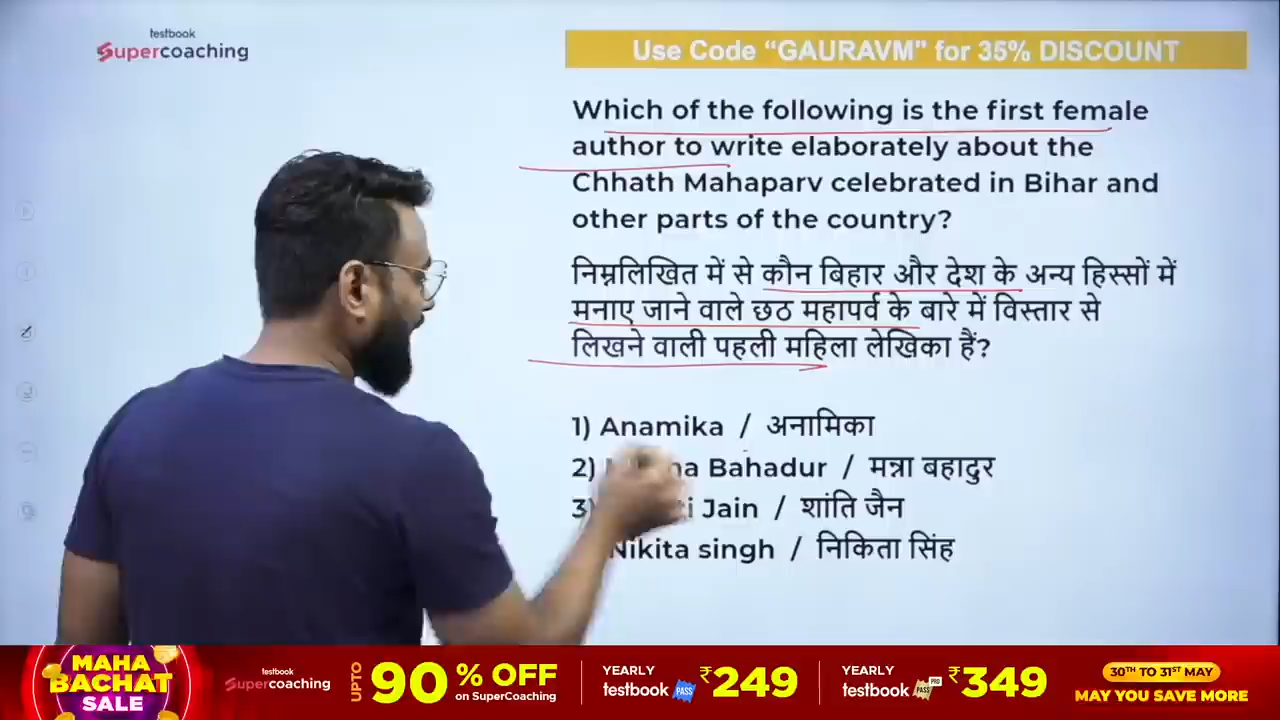 testbook
Supercoaching
Use Code “GAURAVM" for 35% DISCOUNT
Which of the following is the first female
author to write elaborately about the
Chhath Mahaparv celebrated in Bihar and
other parts of the country?
निम्नलिखित में से कौन बिहार और देश के अन्य हिस्सों में
मनाए जाने वाले छठ महापर्व के बारे में विस्तार से
लिखने वाली पहली महिला लेखिका हैं?
1) Anamika / अनामिका
2) Bahadur / मन्ना बहादुर
3) Jain / शांति जैन
Nikita singh / निकिता सिंह
MAHA
BACHAT
SALE
testbook
Supercoaching
UPTO 90 % OFF
on SuperCoaching
YEARLY
testbook PASS
₹249
YEARLY
testbook PASS PRO
₹349
30TH TO 31ST MAY
MAY YOU SAVE MORE